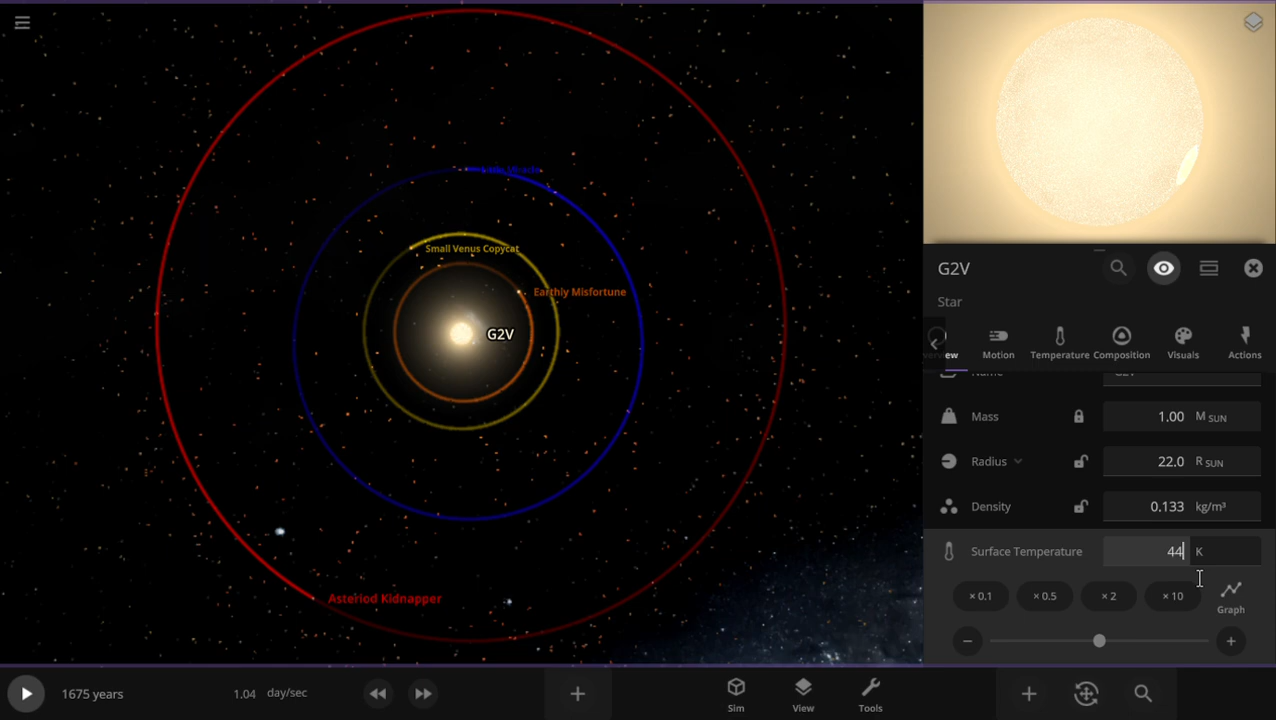 Small Venus Copycat
Earthly Misfortune
G2V
Asteriod Kidnapper
1675 years
1.04 day/sec
Sim
View
Tools
G2V
Star
Motion
Temperature
Composition
Visuals
Actions
Mass 1.00 M SUN
Radius 22.0 R SUN
Density 0.133 kg/m³
Surface Temperature 44 K
× 0.1 × 0.5 × 2 × 10 Graph